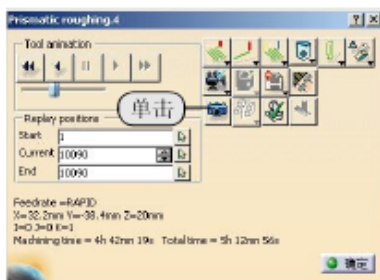 Prismatic roughing.4
Tool animation
单击
Replay positions
Start 1
Current 10090
End 10090
Feedrate =RAPID
X=32.2mm Y=-38.4mm Z=20mm
I=0 J=0 K=1
Machining time = 4h 42mn 19s Total time = 5h 12mn 56s
确定